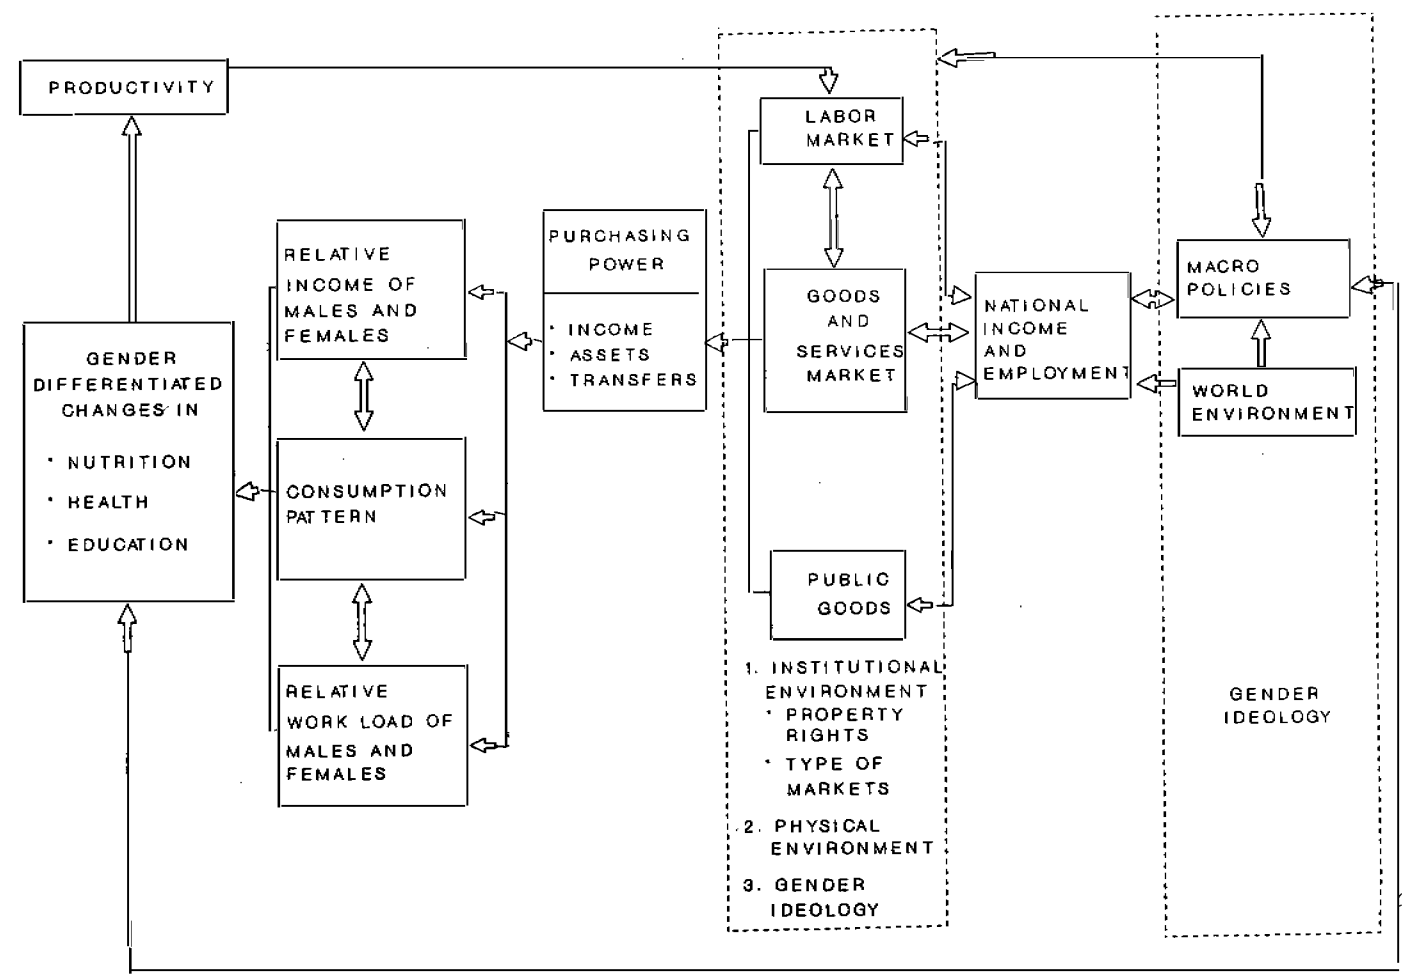 PRODUCTIVITY
GENDER
DIFFERENTIATED
CHANGES IN
· NUTRITION
· HEALTH
· EDUCATION
RELATIVE
INCOME OF
MALES AND
FEMALES
CONSUMPTION
PATTERN
RELATIVE
WORK LOAD OF
MALES AND
FEMALES
PURCHASING
POWER
· INCOME
· ASSETS
· TRANSFERS
LABOR
MARKET
GOODS
AND
SERVICES
MARKET
PUBLIC
GOODS
1. INSTITUTIONAL
ENVIRONMENT
· PROPERTY
RIGHTS
· TYPE OF
MARKETS
2. PHYSICAL
ENVIRONMENT
3. GENDER
IDEOLOGY
NATIONAL
INCOME
AND
EMPLOYMENT
MACRO
POLICIES
WORLD
ENVIRONMENT
GENDER
IDEOLOGY